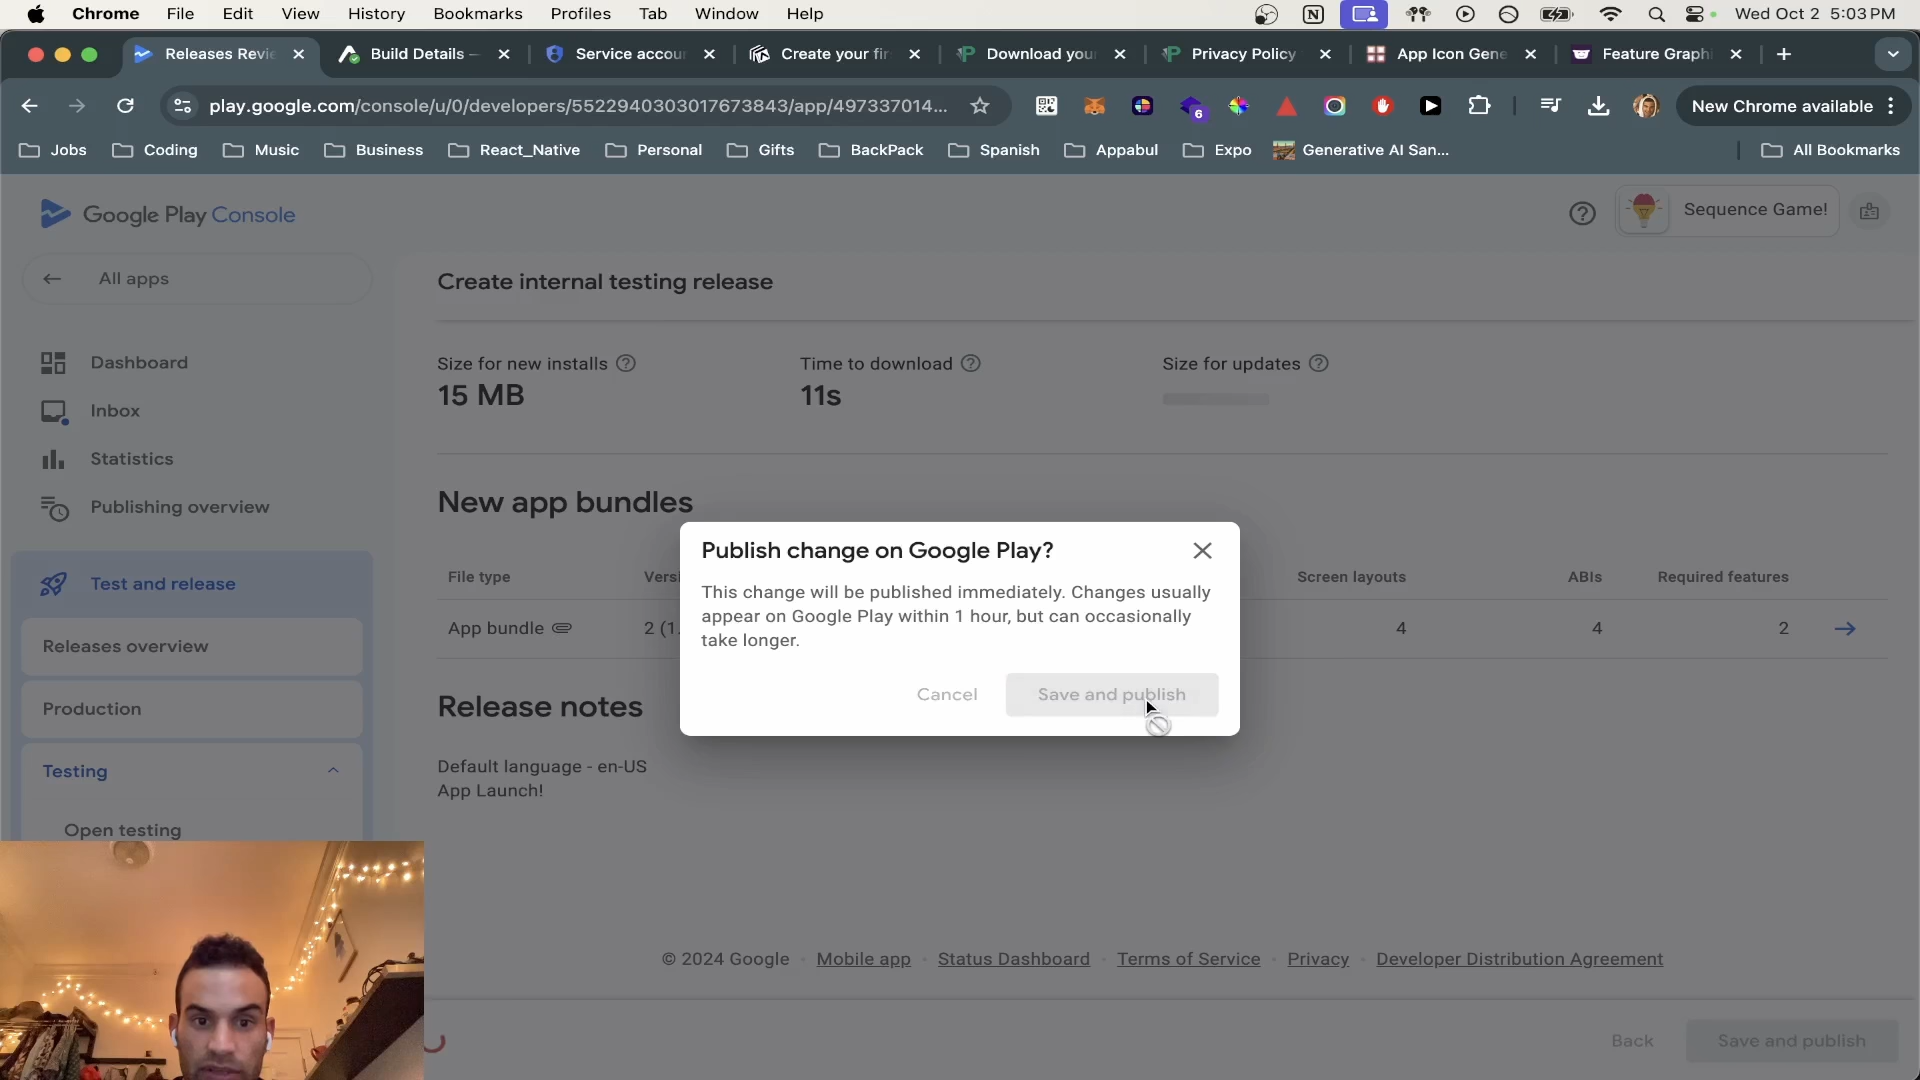 Chrome File Edit View History Bookmarks Profiles Tab Window Help Wed Oct 2 5:03 PM
Releases Revie Build Details – Service accou Create your fir Download your Privacy Policy App Icon Gene Feature Graphi
play.google.com/console/u/0/developers/5522940303017673843/app/497337014... 6 New Chrome available
Jobs Coding Music Business React_Native Personal Gifts BackPack Spanish Appabul Expo Generative AI San... All Bookmarks
Google Play Console
Sequence Game!
All apps
Create internal testing release
Dashboard
Inbox
Statistics
Publishing overview
Test and release
Releases overview
Production
Testing
Open testing
Size for new installs
15 MB
Time to download
11s
Size for updates
New app bundles
File type Versi Screen layouts ABIs Required features
App bundle 2 (1. 4 4 2
Publish change on Google Play?
This change will be published immediately. Changes usually
appear on Google Play within 1 hour, but can occasionally
take longer.
Cancel Save and publish
Release notes
Default language - en-US
App Launch!
© 2024 Google · Mobile app · Status Dashboard · Terms of Service · Privacy · Developer Distribution Agreement
Back Save and publish